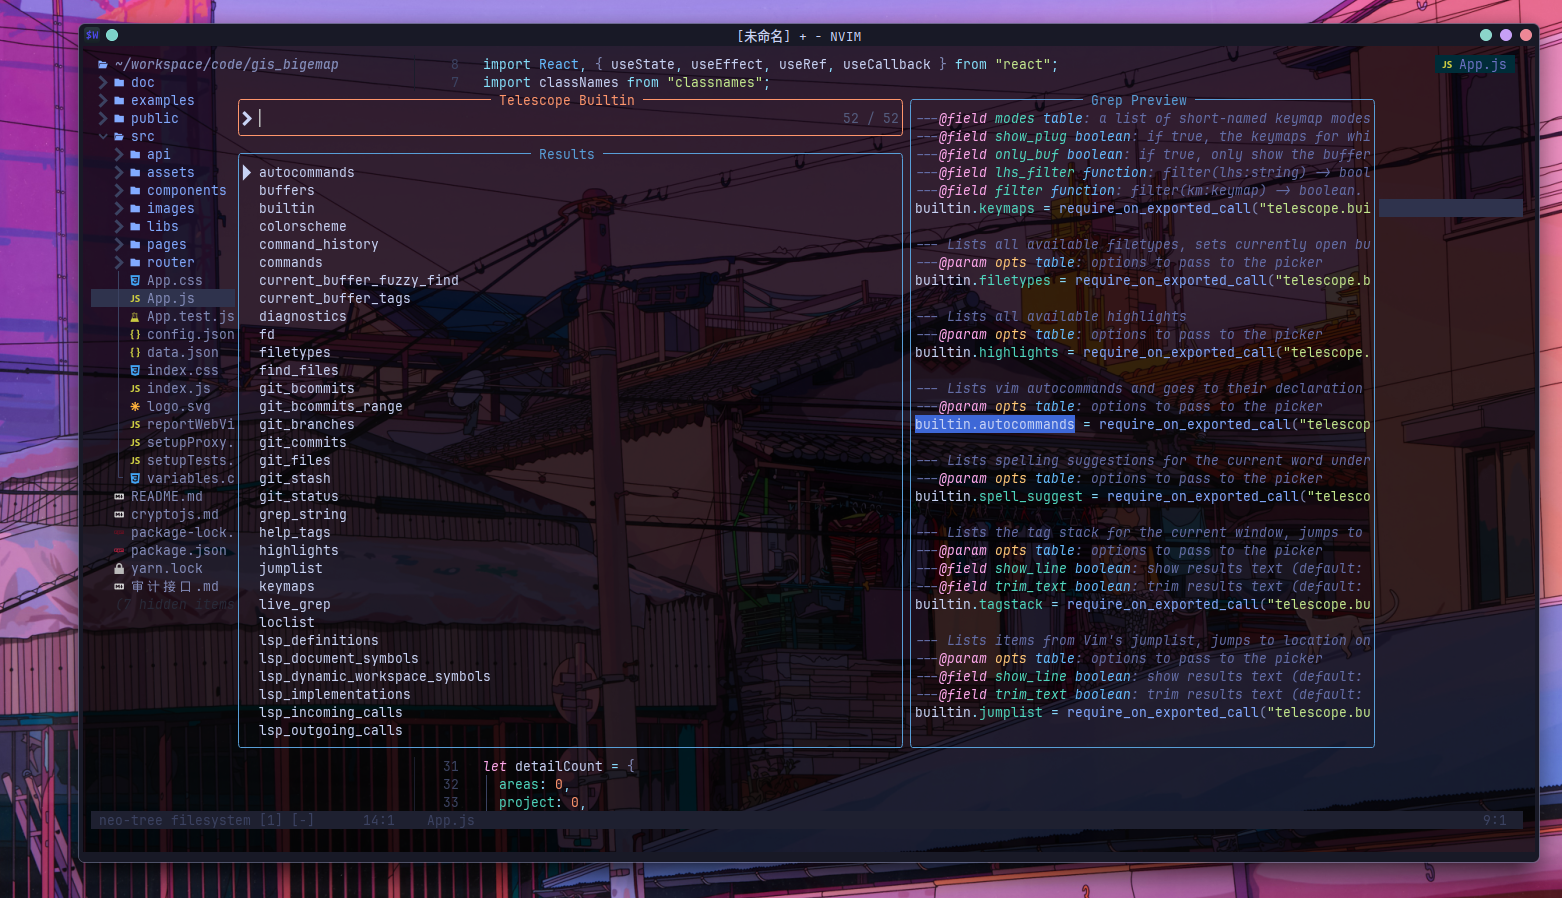 [未命名] + - NVIM
~/workspace/code/gis_bigemap
doc
examples
public
src
api
assets
components
images
libs
pages
router
App.css
JS App.js
App.test.js
{} config.json
{} data.json
index.css
JS index.js
logo.svg
JS reportWebVi
JS setupProxy.
JS setupTests.
variables.c
README.md
cryptojs.md
package-lock.
package.json
yarn.lock
审计接口.md
(7 hidden items
8 import React, { useState, useEffect, useRef, useCallback } from "react";
7 import classNames from "classnames";
JS App.js
Telescope Builtin
52 / 52
Results
autocommands
buffers
builtin
colorscheme
command_history
commands
current_buffer_fuzzy_find
current_buffer_tags
diagnostics
fd
filetypes
find_files
git_bcommits
git_bcommits_range
git_branches
git_commits
git_files
git_stash
git_status
grep_string
help_tags
highlights
jumplist
keymaps
live_grep
loclist
lsp_definitions
lsp_document_symbols
lsp_dynamic_workspace_symbols
lsp_implementations
lsp_incoming_calls
lsp_outgoing_calls
Grep Preview
---@field modes table: a list of short-named keymap modes
---@field show_plug boolean: if true, the keymaps for whi
---@field only_buf boolean: if true, only show the buffer
---@field lhs_filter function: filter(lhs:string) -> bool
---@field filter function: filter(km:keymap) -> boolean.
builtin.keymaps = require_on_exported_call("telescope.bui
--- Lists all available filetypes, sets currently open bu
---@param opts table: options to pass to the picker
builtin.filetypes = require_on_exported_call("telescope.b
--- Lists all available highlights
---@param opts table: options to pass to the picker
builtin.highlights = require_on_exported_call("telescope.
--- Lists vim autocommands and goes to their declaration
---@param opts table: options to pass to the picker
builtin.autocommands = require_on_exported_call("telescop
--- Lists spelling suggestions for the current word under
---@param opts table: options to pass to the picker
builtin.spell_suggest = require_on_exported_call("telesco
--- Lists the tag stack for the current window, jumps to
---@param opts table: options to pass to the picker
---@field show_line boolean: show results text (default:
---@field trim_text boolean: trim results text (default:
builtin.tagstack = require_on_exported_call("telescope.bu
--- Lists items from Vim's jumplist, jumps to location on
---@param opts table: options to pass to the picker
---@field show_line boolean: show results text (default:
---@field trim_text boolean: trim results text (default:
builtin.jumplist = require_on_exported_call("telescope.bu
31 let detailCount = {
32 areas: 0,
33 project: 0,
neo-tree filesystem [1] [-] 14:1 App.js 9:1